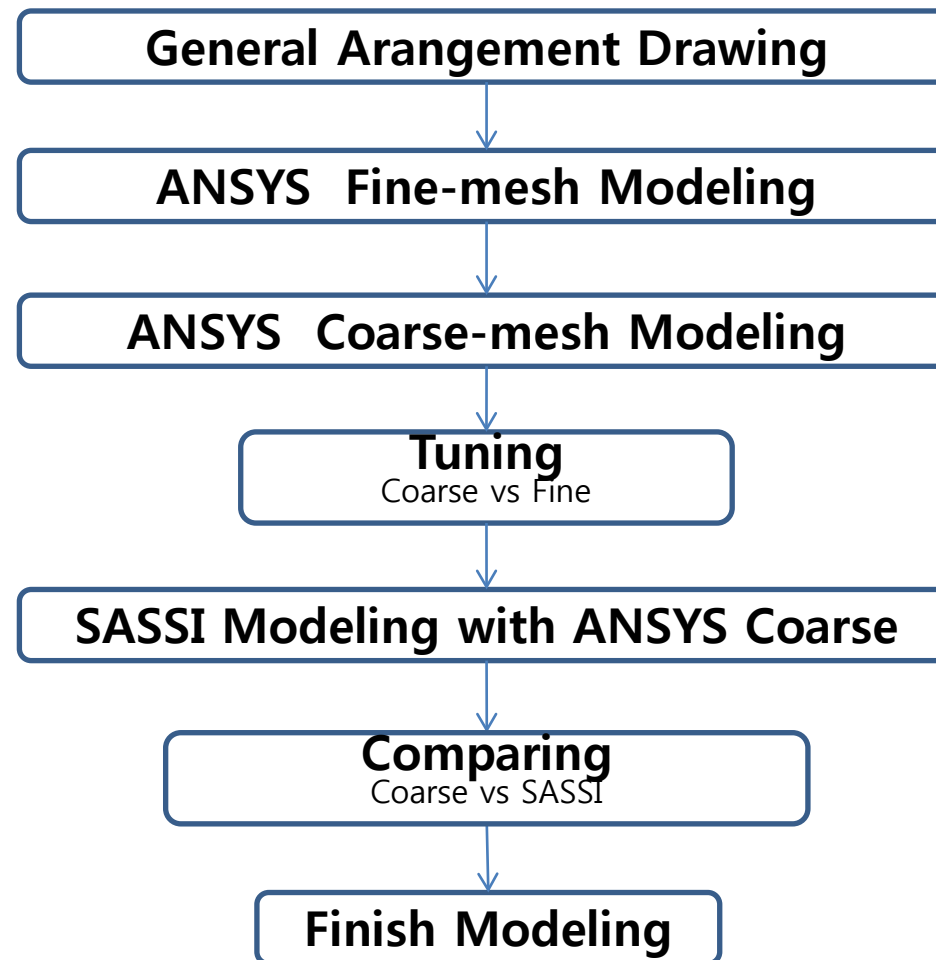 General Arangement Drawing
ANSYS Fine-mesh Modeling
ANSYS Coarse-mesh Modeling
Tuning
Coarse vs Fine
SASSI Modeling with ANSYS Coarse
Comparing
Coarse vs SASSI
Finish Modeling